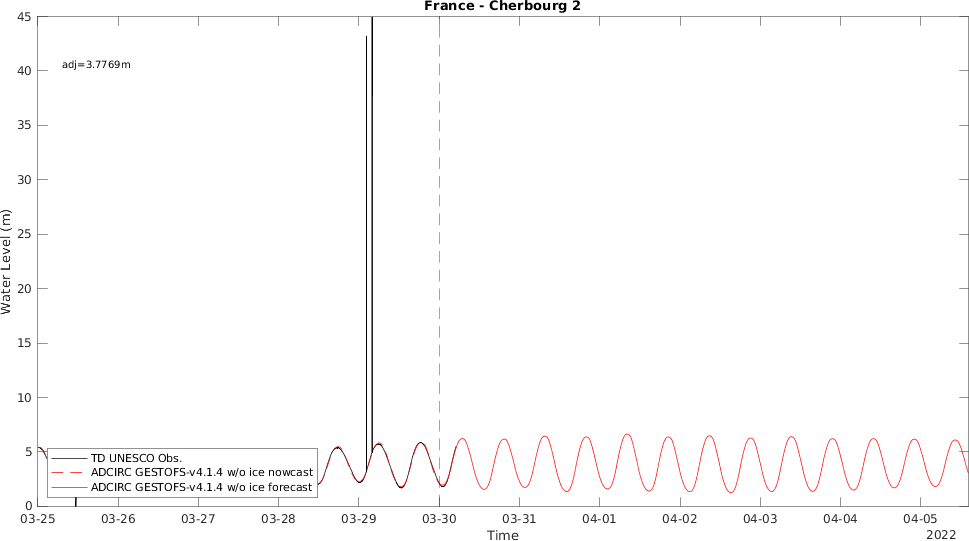 France - Cherbourg 2
adj=3.7769m
Water Level (m)
45
40
35
30
25
20
15
10
5
0
TD UNESCO Obs.
ADCIRC GESTOFS-v4.1.4 w/o ice nowcast
ADCIRC GESTOFS-v4.1.4 w/o ice forecast
03-25 03-26 03-27 03-28 03-29 03-30 03-31 04-01 04-02 04-03 04-04 04-05
Time
2022